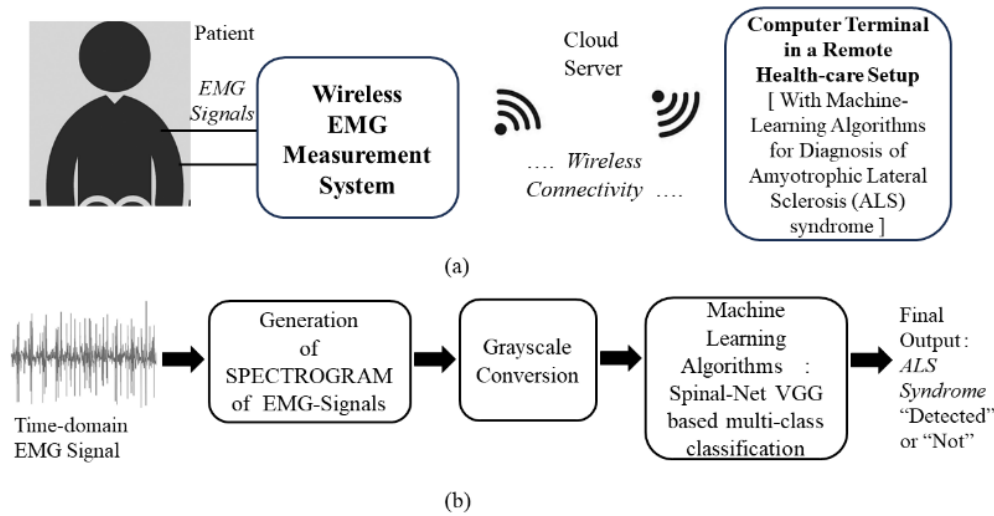 Patient
EMG
Signals
Wireless
EMG
Measurement
System
Cloud
Server
.... Wireless
Connectivity ....
Computer Terminal
in a Remote
Health-care Setup
[ With Machine-
Learning Algorithms
for Diagnosis of
Amyotrophic Lateral
Sclerosis (ALS)
syndrome ]
(a)
Time-domain
EMG Signal
Generation
of
SPECTROGRAM
of EMG-Signals
Grayscale
Conversion
Machine
Learning
Algorithms :
Spinal-Net VGG
based multi-class
classification
Final
Output:
ALS
Syndrome
“Detected”
or “Not”
(b)